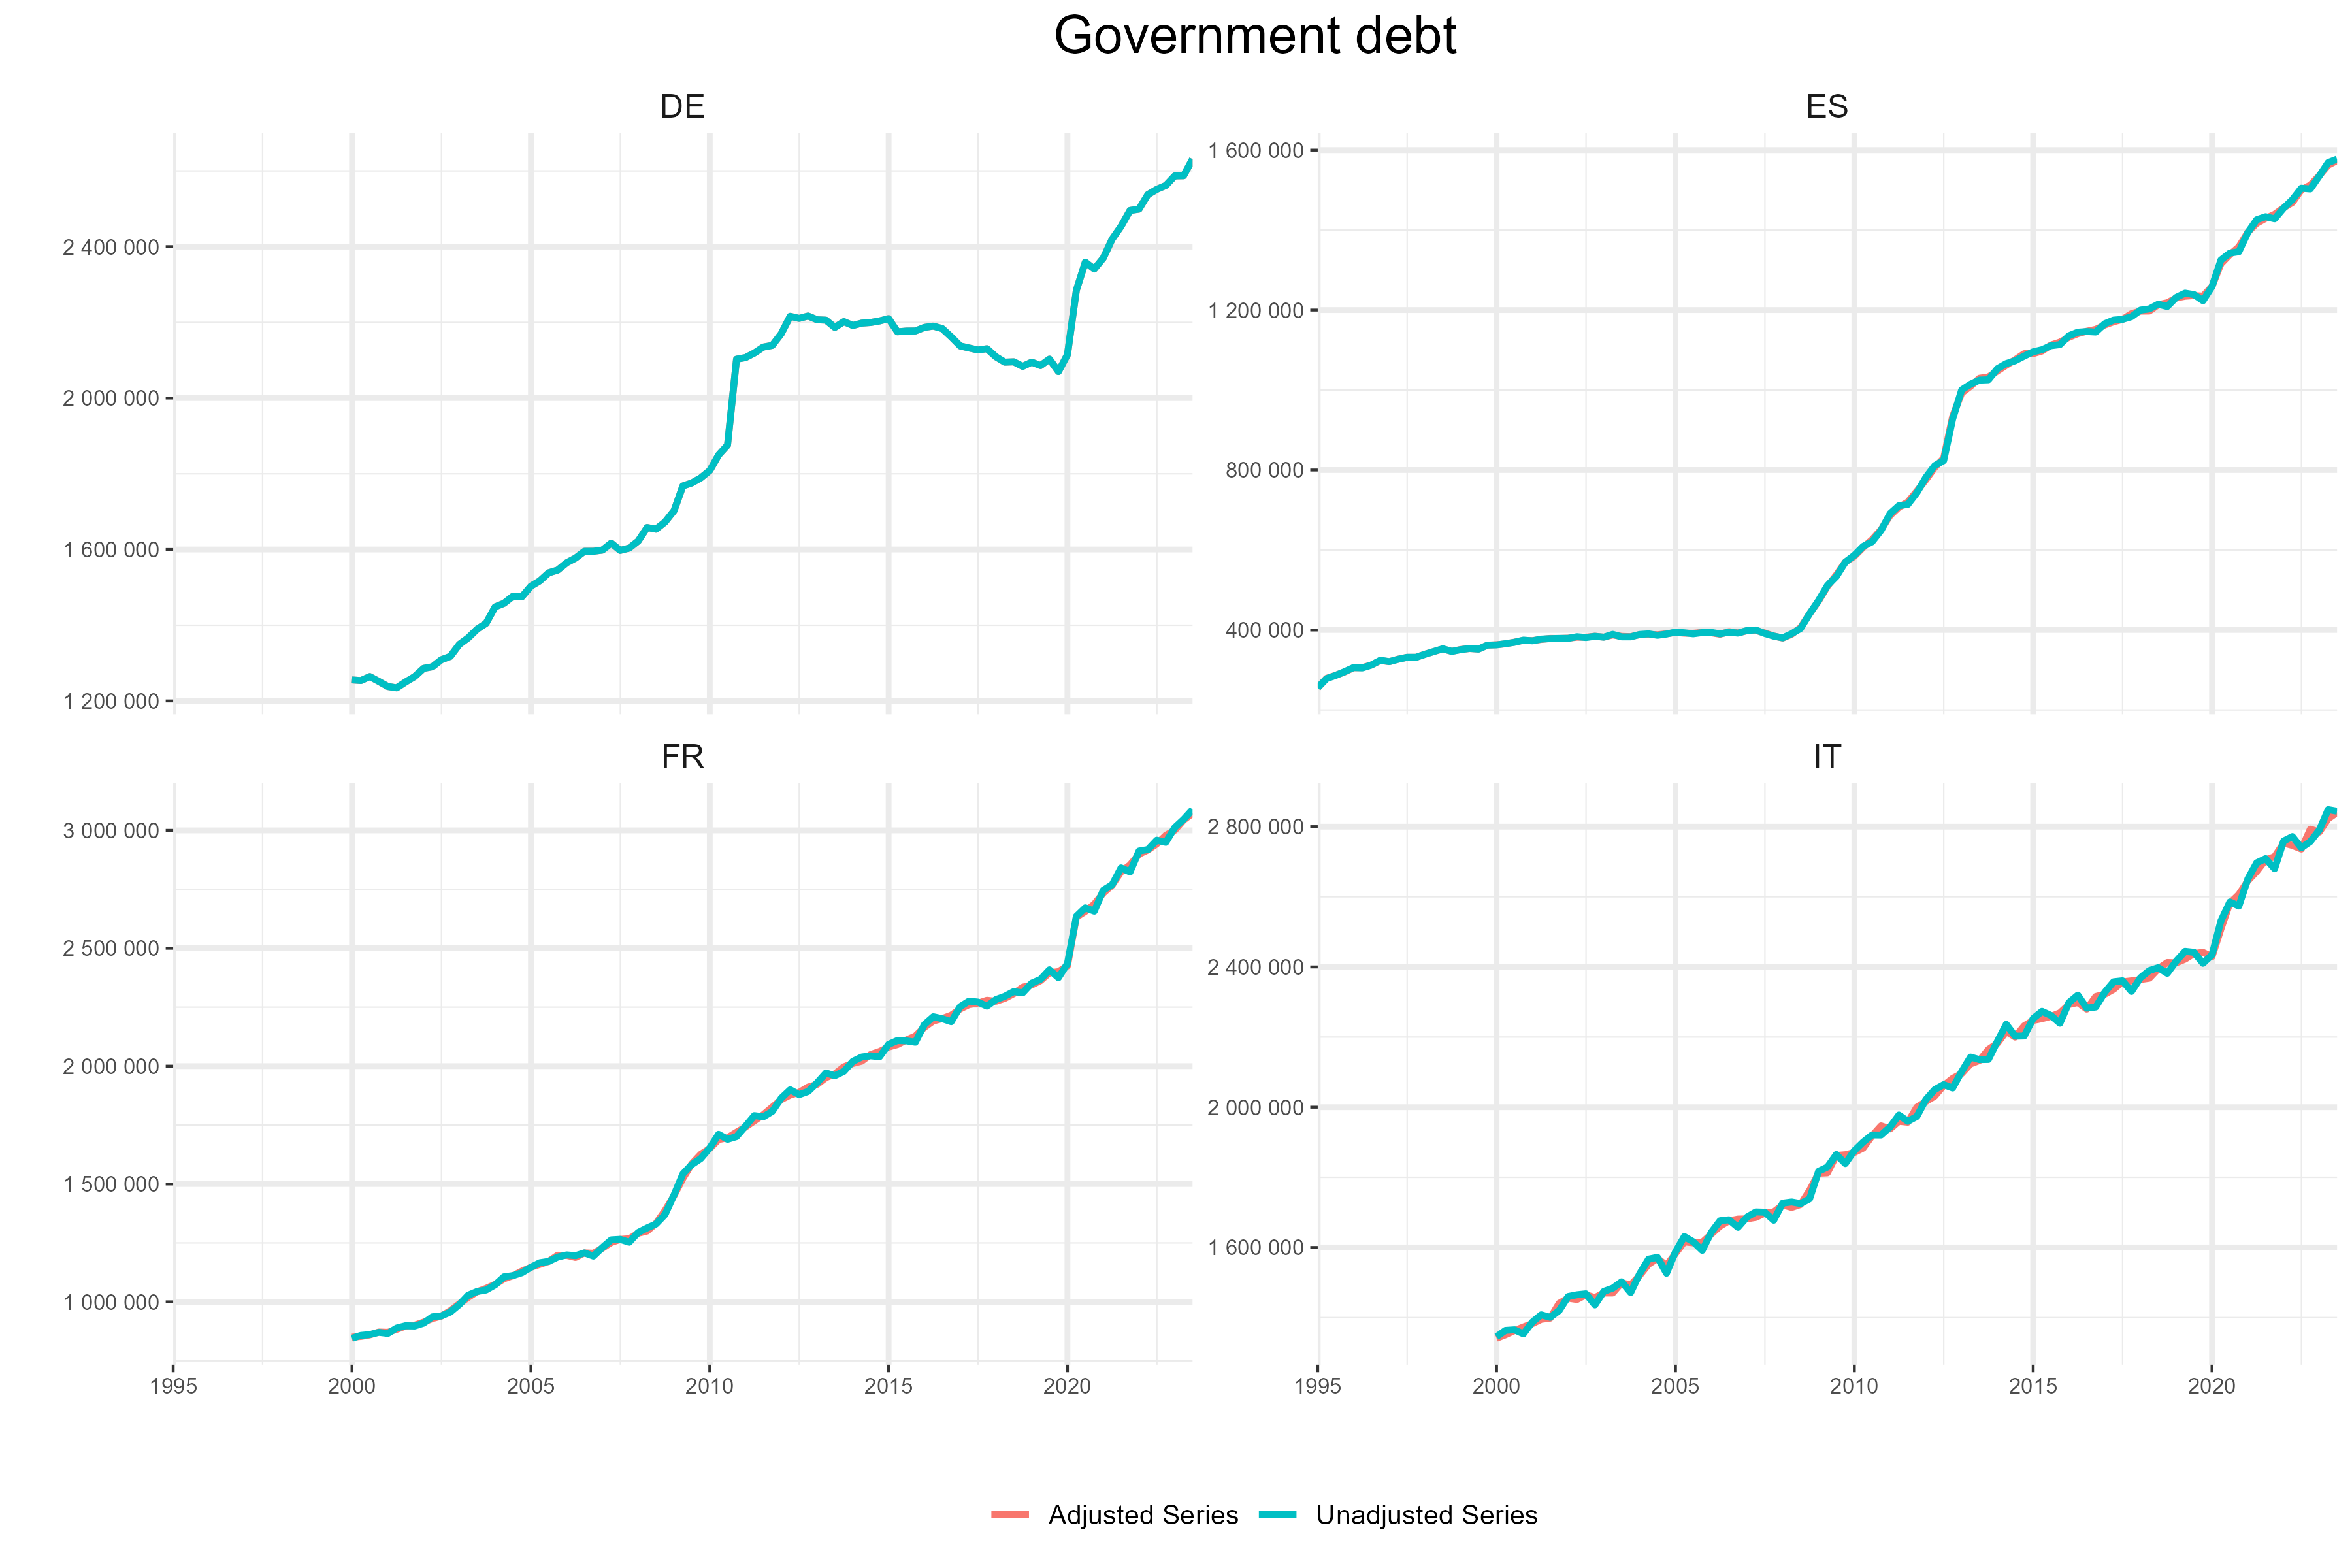 Government debt
DE
2 400 000
2 000 000
1 600 000
1 200 000
ES
1 600 000
1 200 000
800 000
400 000
FR
3 000 000
2 500 000
2 000 000
1 500 000
1 000 000
1995 2000 2005 2010 2015 2020
IT
2 800 000
2 400 000
2 000 000
1 600 000
1995 2000 2005 2010 2015 2020
Adjusted Series Unadjusted Series